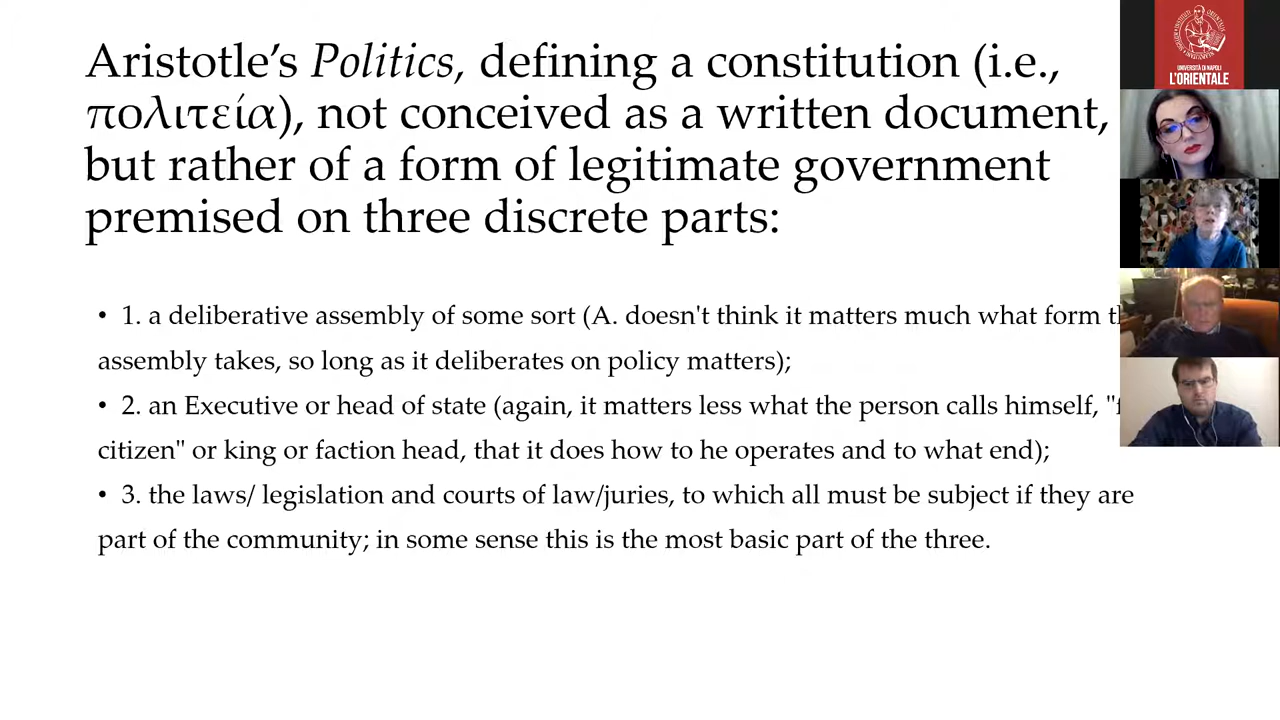 Aristotle’s Politics, defining a constitution (i.e.,
πολιτεία), not conceived as a written document,
but rather of a form of legitimate government
premised on three discrete parts:
• 1. a deliberative assembly of some sort (A. doesn't think it matters much what form
assembly takes, so long as it deliberates on policy matters);
• 2. an Executive or head of state (again, it matters less what the person calls himself,
citizen" or king or faction head, that it does how to he operates and to what end);
• 3. the laws/ legislation and courts of law/juries, to which all must be subject if they are
part of the community; in some sense this is the most basic part of the three.
UNIVERSITÀ DI NAPOLI
L'ORIENTALE